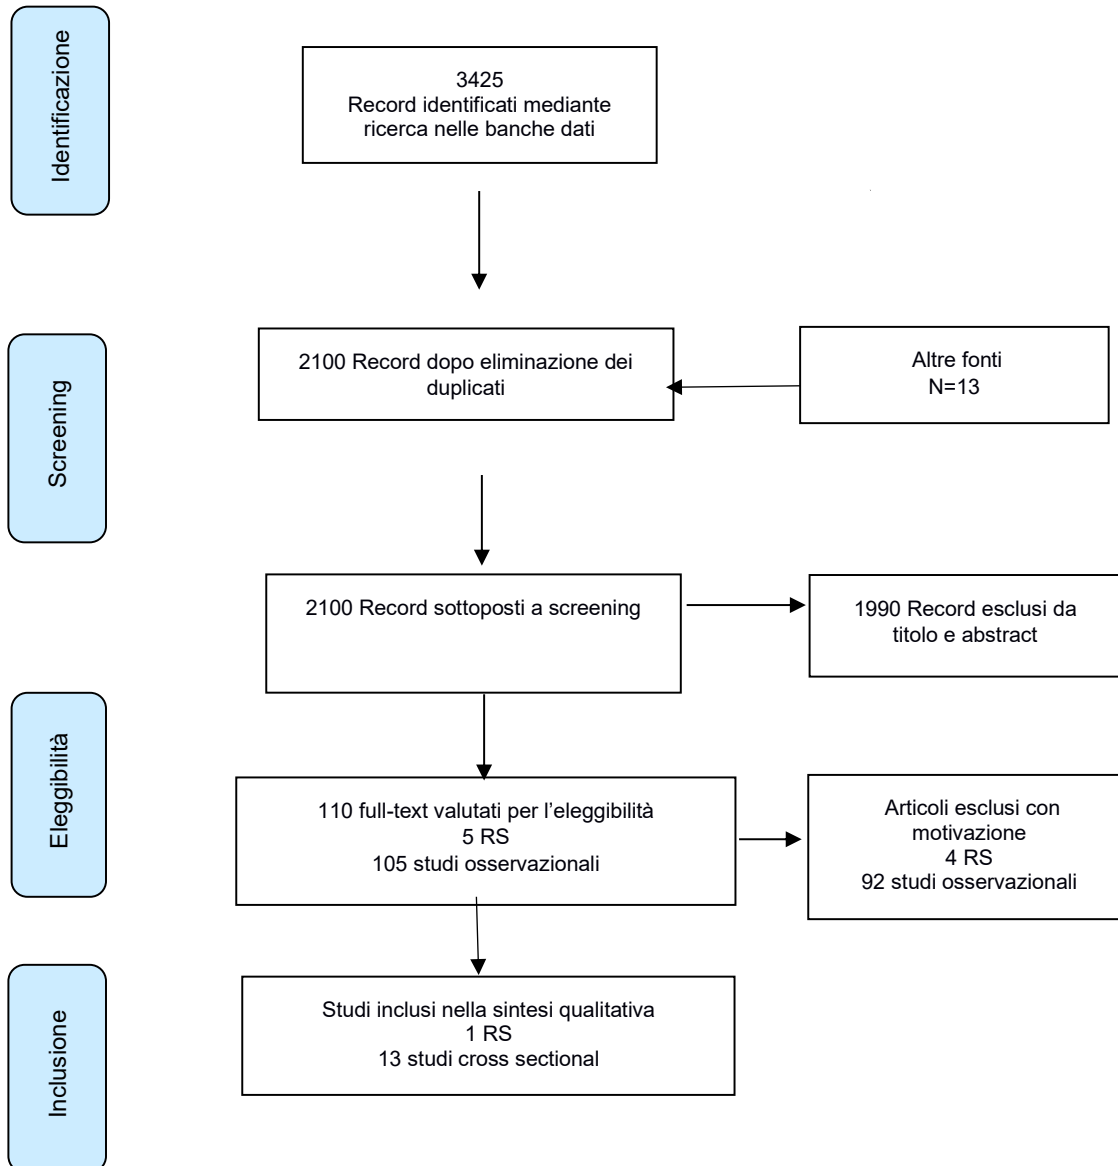 Identificazione
3425
Record identificati mediante
ricerca nelle banche dati
Screening
2100 Record dopo eliminazione dei
duplicati
Altre fonti
N=13
2100 Record sottoposti a screening
1990 Record esclusi da
titolo e abstract
Eleggibilità
110 full-text valutati per l’eleggibilità
5 RS
105 studi osservazionali
Articoli esclusi con
motivazione
4 RS
92 studi osservazionali
Inclusione
Studi inclusi nella sintesi qualitativa
1 RS
13 studi cross sectional